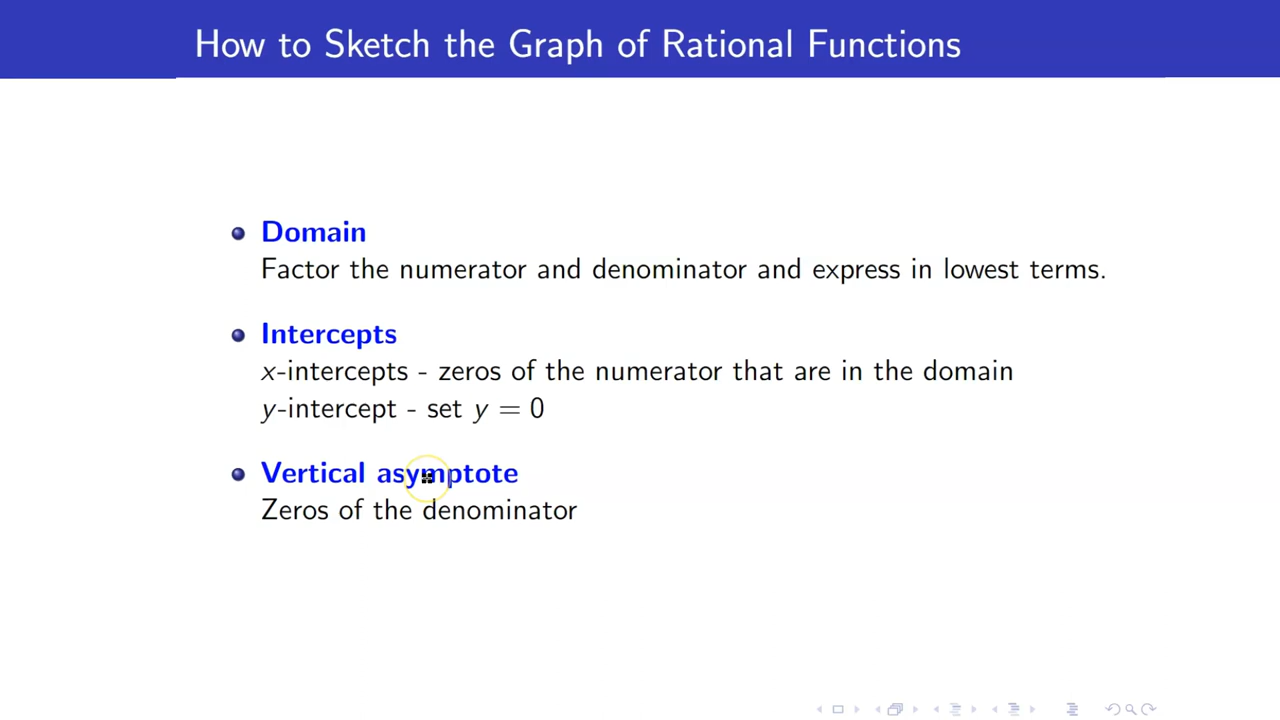 How to Sketch the Graph of Rational Functions
Domain
Factor the numerator and denominator and express in lowest terms.
Intercepts
x-intercepts - zeros of the numerator that are in the domain
y-intercept - set y = 0
Vertical asymptote
Zeros of the denominator